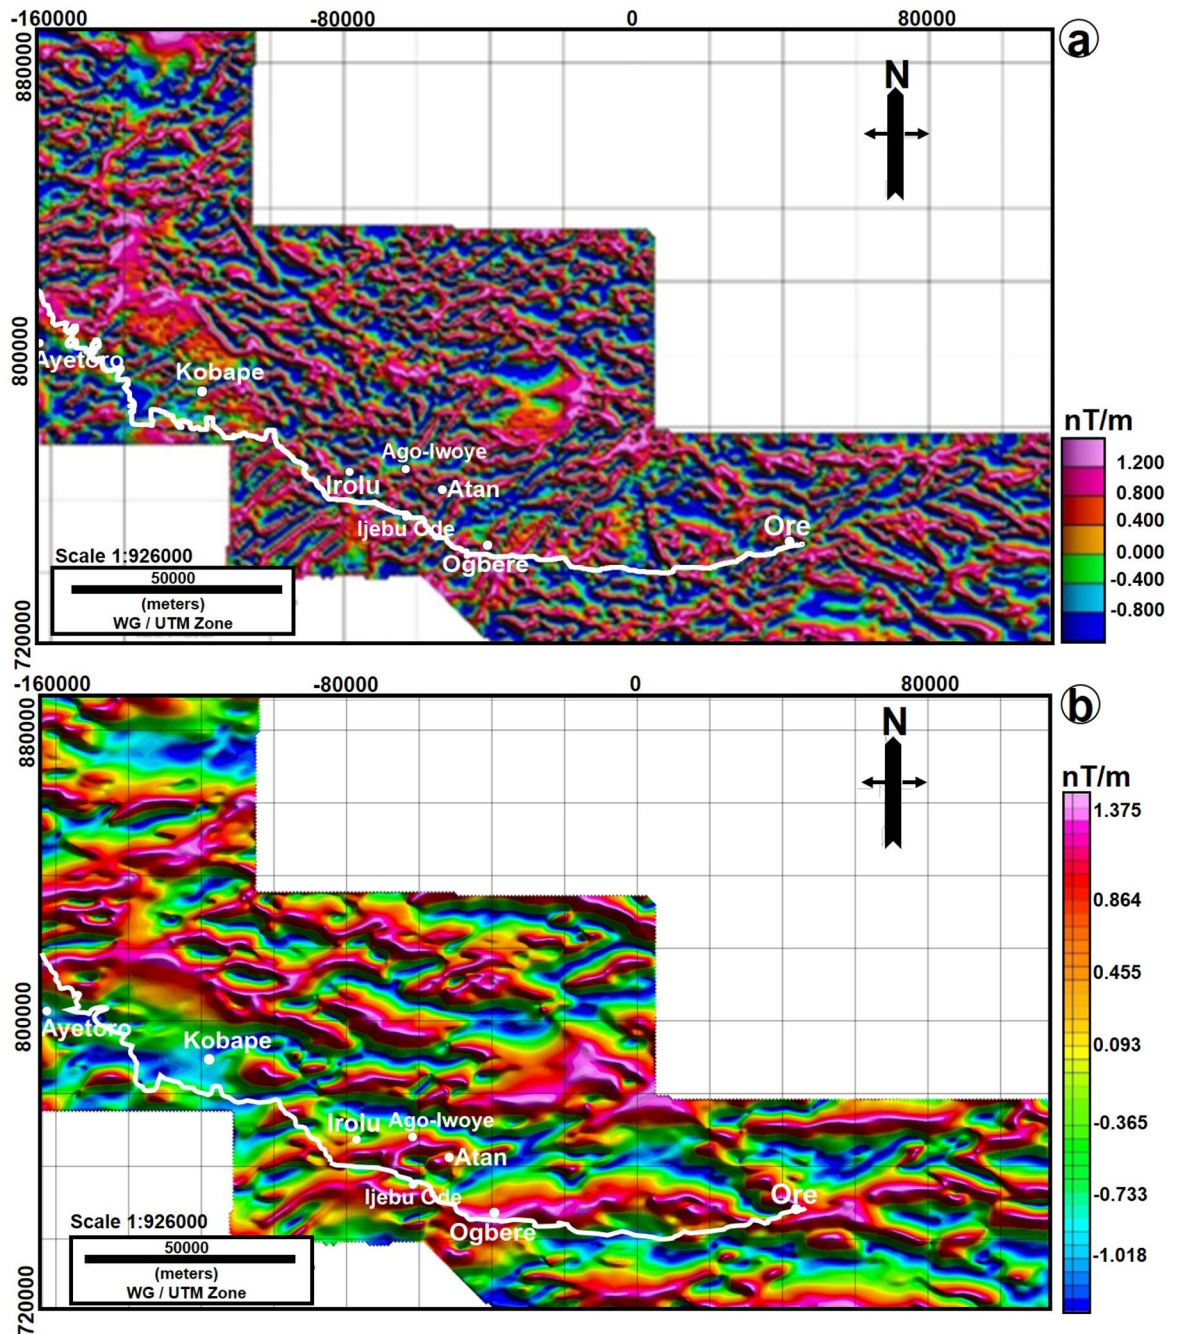 -160000 -80000 0 80000
a
880000
N
800000
Ayetoro
Kobape
Ago-Iwoye
Irolu
Atan
Ijebu Ode
Ore
Ogbere
nT/m
1.200
0.800
0.400
0.000
-0.400
-0.800
Scale 1:926000
50000
(meters)
WG / UTM Zone
720000
-160000 -80000 0 80000
b
880000
N
nT/m
1.375
0.864
0.455
0.093
-0.365
-0.733
-1.018
800000
Ayetoro
Kobape
Irolu Ago-Iwoye
Atan
Ijebu Ode
Ore
Ogbere
Scale 1:926000
50000
(meters)
WG / UTM Zone
720000